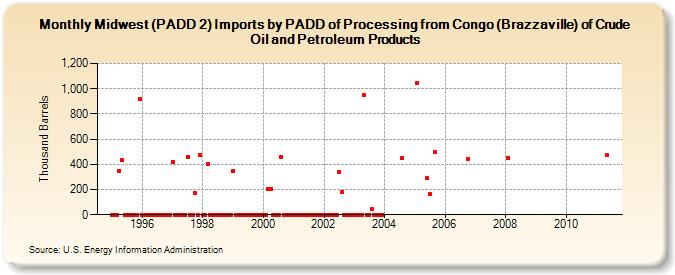 Monthly Midwest (PADD 2) Imports by PADD of Processing from Congo (Brazzaville) of Crude
Oil and Petroleum Products
Thousand Barrels
1,200
1,000
800
600
400
200
0
1996 1998 2000 2002 2004 2006 2008 2010
Source: U.S. Energy Information Administration